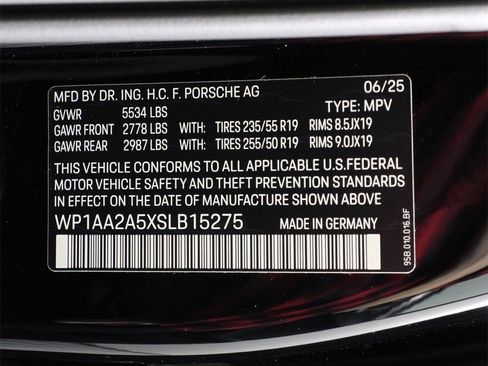 MFD BY DR. ING. H.C. F. PORSCHE AG 06/25
GVWR 5534 LBS TYPE: MPV
GAWR FRONT 2778 LBS WITH: TIRES 235/55 R19 RIMS 8.5JX19
GAWR REAR 2987 LBS WITH: TIRES 255/50 R19 RIMS 9.0JX19
THIS VEHICLE CONFORMS TO ALL APPLICABLE U.S.FEDERAL
MOTOR VEHICLE SAFETY AND THEFT PREVENTION STANDARDS
IN EFFECT ON THE DATE OF MANUFACTURE SHOWN ABOVE
WP1AA2A5XSLB15275 MADE IN GERMANY
95B.010.016.BF